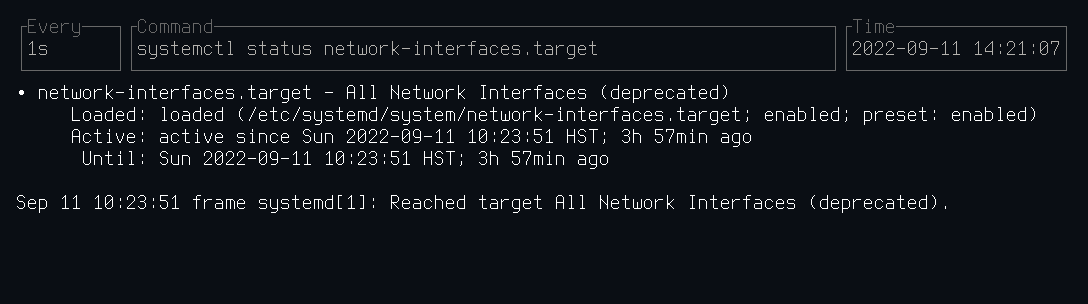 Every
1s
Command
systemctl status network-interfaces.target
Time
2022-09-11 14:21:07
• network-interfaces.target - All Network Interfaces (deprecated)
Loaded: loaded (/etc/systemd/system/network-interfaces.target; enabled; preset: enabled)
Active: active since Sun 2022-09-11 10:23:51 HST; 3h 57min ago
Until: Sun 2022-09-11 10:23:51 HST; 3h 57min ago
Sep 11 10:23:51 frame systemd[1]: Reached target All Network Interfaces (deprecated).